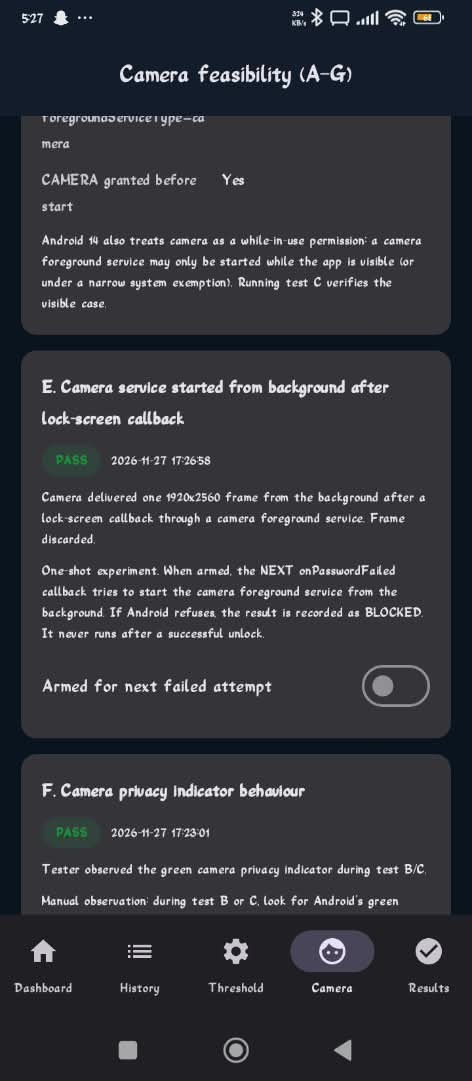 5:27
324
KB/s
68
Camera feasibility (A-G)
foregroundServiceType=ca
mera
CAMERA granted before Yes
start
Android 14 also treats camera as a while-in-use permission: a camera
foreground service may only be started while the app is visible (or
under a narrow system exemption). Running test C verifies the
visible case.
E. Camera service started from background after
lock-screen callback
PASS 2026-11-27 17:26:58
Camera delivered one 1920x2560 frame from the background after a
lock-screen callback through a camera foreground service. Frame
discarded.
One-shot experiment. When armed, the NEXT onPasswordFailed
callback tries to start the camera foreground service from the
background. If Android refuses, the result is recorded as BLOCKED.
It never runs after a successful unlock.
Armed for next failed attempt
F. Camera privacy indicator behaviour
PASS 2026-11-27 17:23:01
Tester observed the green camera privacy indicator during test B/C.
Manual observation: during test B or C, look for Android's green
Dashboard History Threshold Camera Results